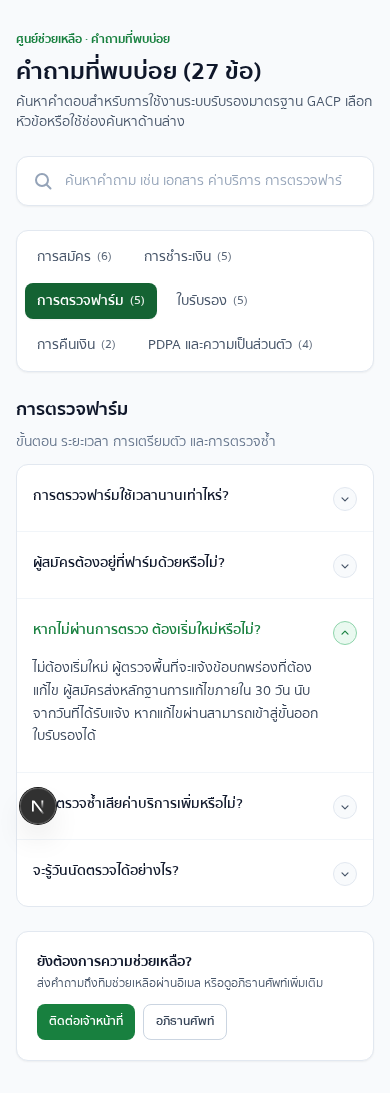 ศูนย์ช่วยเหลือ · คำถามที่พบบ่อย
คำถามที่พบบ่อย (27 ข้อ)
ค้นหาคำตอบสำหรับการใช้งานระบบรับรองมาตรฐาน GACP เลือก
หัวข้อหรือใช้ช่องค้นหาด้านล่าง
ค้นหาคำถาม เช่น เอกสาร ค่าบริการ การตรวจฟาร์
การสมัคร (6) การชำระเงิน (5)
การตรวจฟาร์ม (5) ใบรับรอง (5)
การคืนเงิน (2) PDPA และความเป็นส่วนตัว (4)
การตรวจฟาร์ม
ขั้นตอน ระยะเวลา การเตรียมตัว และการตรวจซ้ำ
การตรวจฟาร์มใช้เวลานานเท่าไหร่?
ผู้สมัครต้องอยู่ที่ฟาร์มด้วยหรือไม่?
หากไม่ผ่านการตรวจ ต้องเริ่มใหม่หรือไม่?
ไม่ต้องเริ่มใหม่ ผู้ตรวจพื้นที่จะแจ้งข้อบกพร่องที่ต้อง
แก้ไข ผู้สมัครส่งหลักฐานการแก้ไขภายใน 30 วัน นับ
จากวันที่ได้รับแจ้ง หากแก้ไขผ่านสามารถเข้าสู่ขั้นออก
ใบรับรองได้
N ตรวจซ้ำเสียค่าบริการเพิ่มหรือไม่?
จะรู้วันนัดตรวจได้อย่างไร?
ยังต้องการความช่วยเหลือ?
ส่งคำถามถึงทีมช่วยเหลือผ่านอีเมล หรือดูอภิธานศัพท์เพิ่มเติม
ติดต่อเจ้าหน้าที่ อภิธานศัพท์